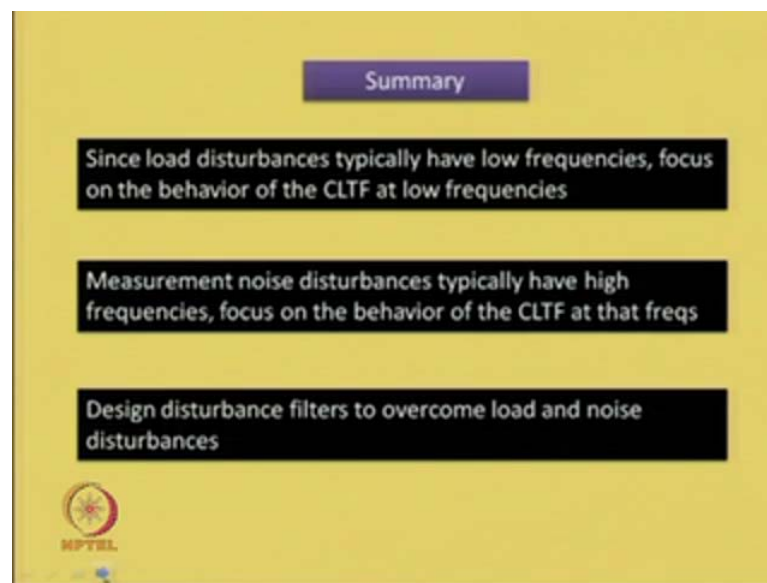 Summary
Since load disturbances typically have low frequencies, focus
on the behavior of the CLTF at low frequencies
Measurement noise disturbances typically have high
frequencies, focus on the behavior of the CLTF at that freqs
Design disturbance filters to overcome load and noise
disturbances
NPTEL